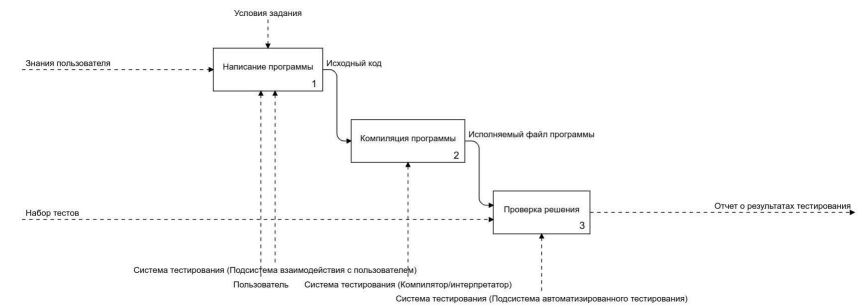 Условия задания
Знания пользователя
Написание программы
1
Исходный код
Компиляция программы
2
Исполняемый файл программы
Набор тестов
Проверка решения
3
Отчет о результатах тестирования
Система тестирования (Подсистема взаимодействия с пользователем)
Пользователь
Система тестирования (Компилятор/интерпретатор)
Система тестирования (Подсистема автоматизированного тестирования)